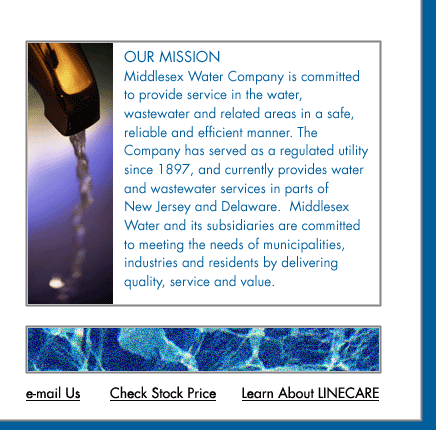 OUR MISSION
Middlesex Water Company is committed
to provide service in the water,
wastewater and related areas in a safe,
reliable and efficient manner. The
Company has served as a regulated utility
since 1897, and currently provides water
and wastewater services in parts of
New Jersey and Delaware.  Middlesex
Water and its subsidiaries are committed
to meeting the needs of municipalities,
industries and residents by delivering
quality, service and value.
e-mail Us
Check Stock Price
Learn About LINECARE